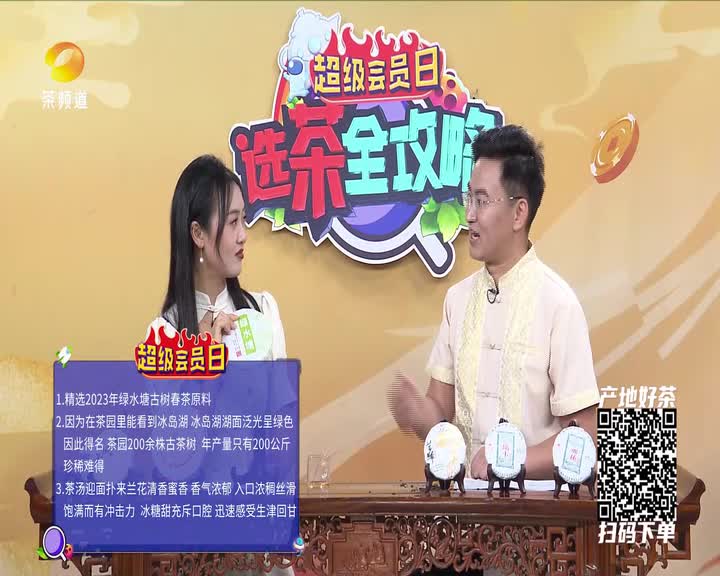 茶频道
超级会员日
选茶全攻略
超级会员日
1.精选2023年绿水塘古树春茶原料
2.因为在茶园里能看到冰岛湖 冰岛湖湖面泛光呈绿色
因此得名 茶园200余株古茶树 年产量只有200公斤
珍稀难得
3.茶汤迎面扑来兰花清香蜜香 香气浓郁 入口浓稠丝滑
饱满而有冲击力 冰糖甜充斥口腔 迅速感受生津回甘
产地好茶
扫码下单